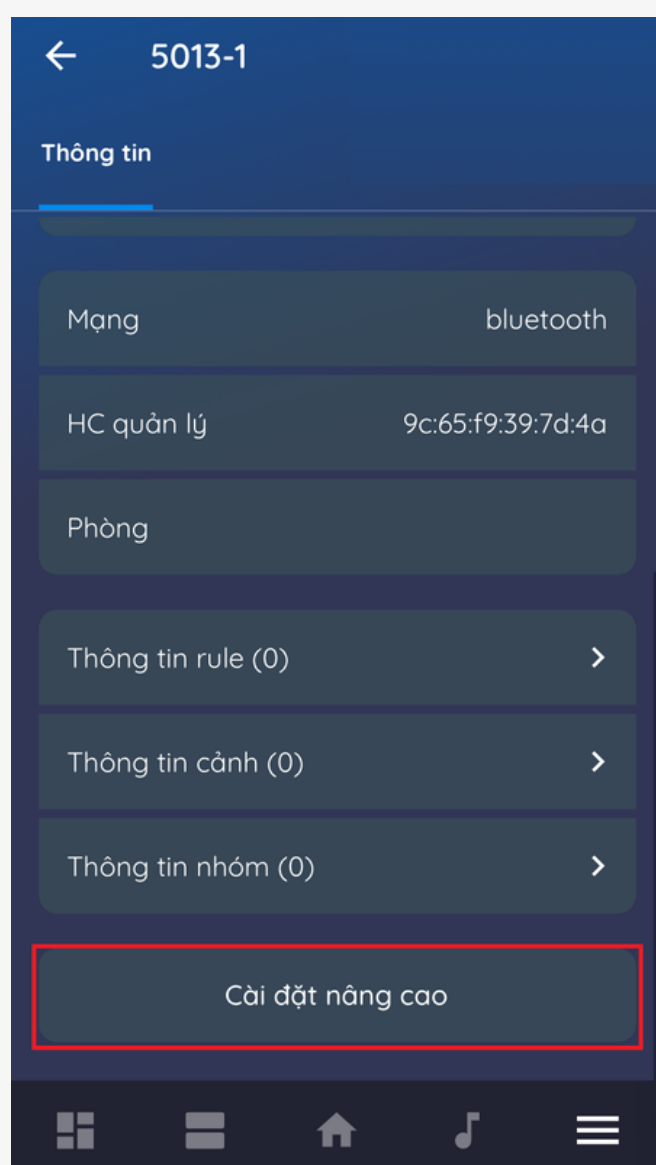 5013-1
Thông tin
Mạng bluetooth
HC quản lý 9c:65:f9:39:7d:4a
Phòng
Thông tin rule (0)
Thông tin cảnh (0)
Thông tin nhóm (0)
Cài đặt nâng cao